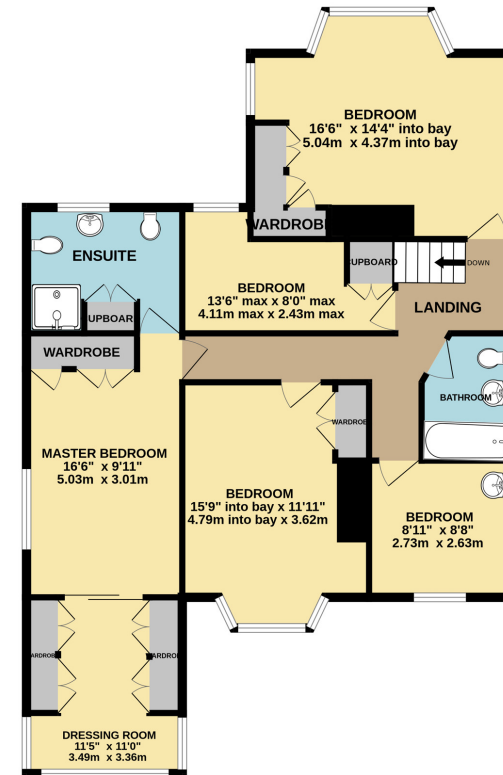 BEDROOM
16'6" x 14'4" into bay
5.04m x 4.37m into bay
WARDROBE
ENSUITE
UPBOAR
UPBOARD
DOWN
BEDROOM
13'6" max x 8'0" max
4.11m max x 2.43m max
LANDING
WARDROBE
BATHROOM
WARDROB
MASTER BEDROOM
16'6" x 9'11"
5.03m x 3.01m
BEDROOM
15'9" into bay x 11'11"
4.79m into bay x 3.62m
BEDROOM
8'11" x 8'8"
2.73m x 2.63m
ARDROB
ARDROB
DRESSING ROOM
11'5" x 11'0"
3.49m x 3.36m